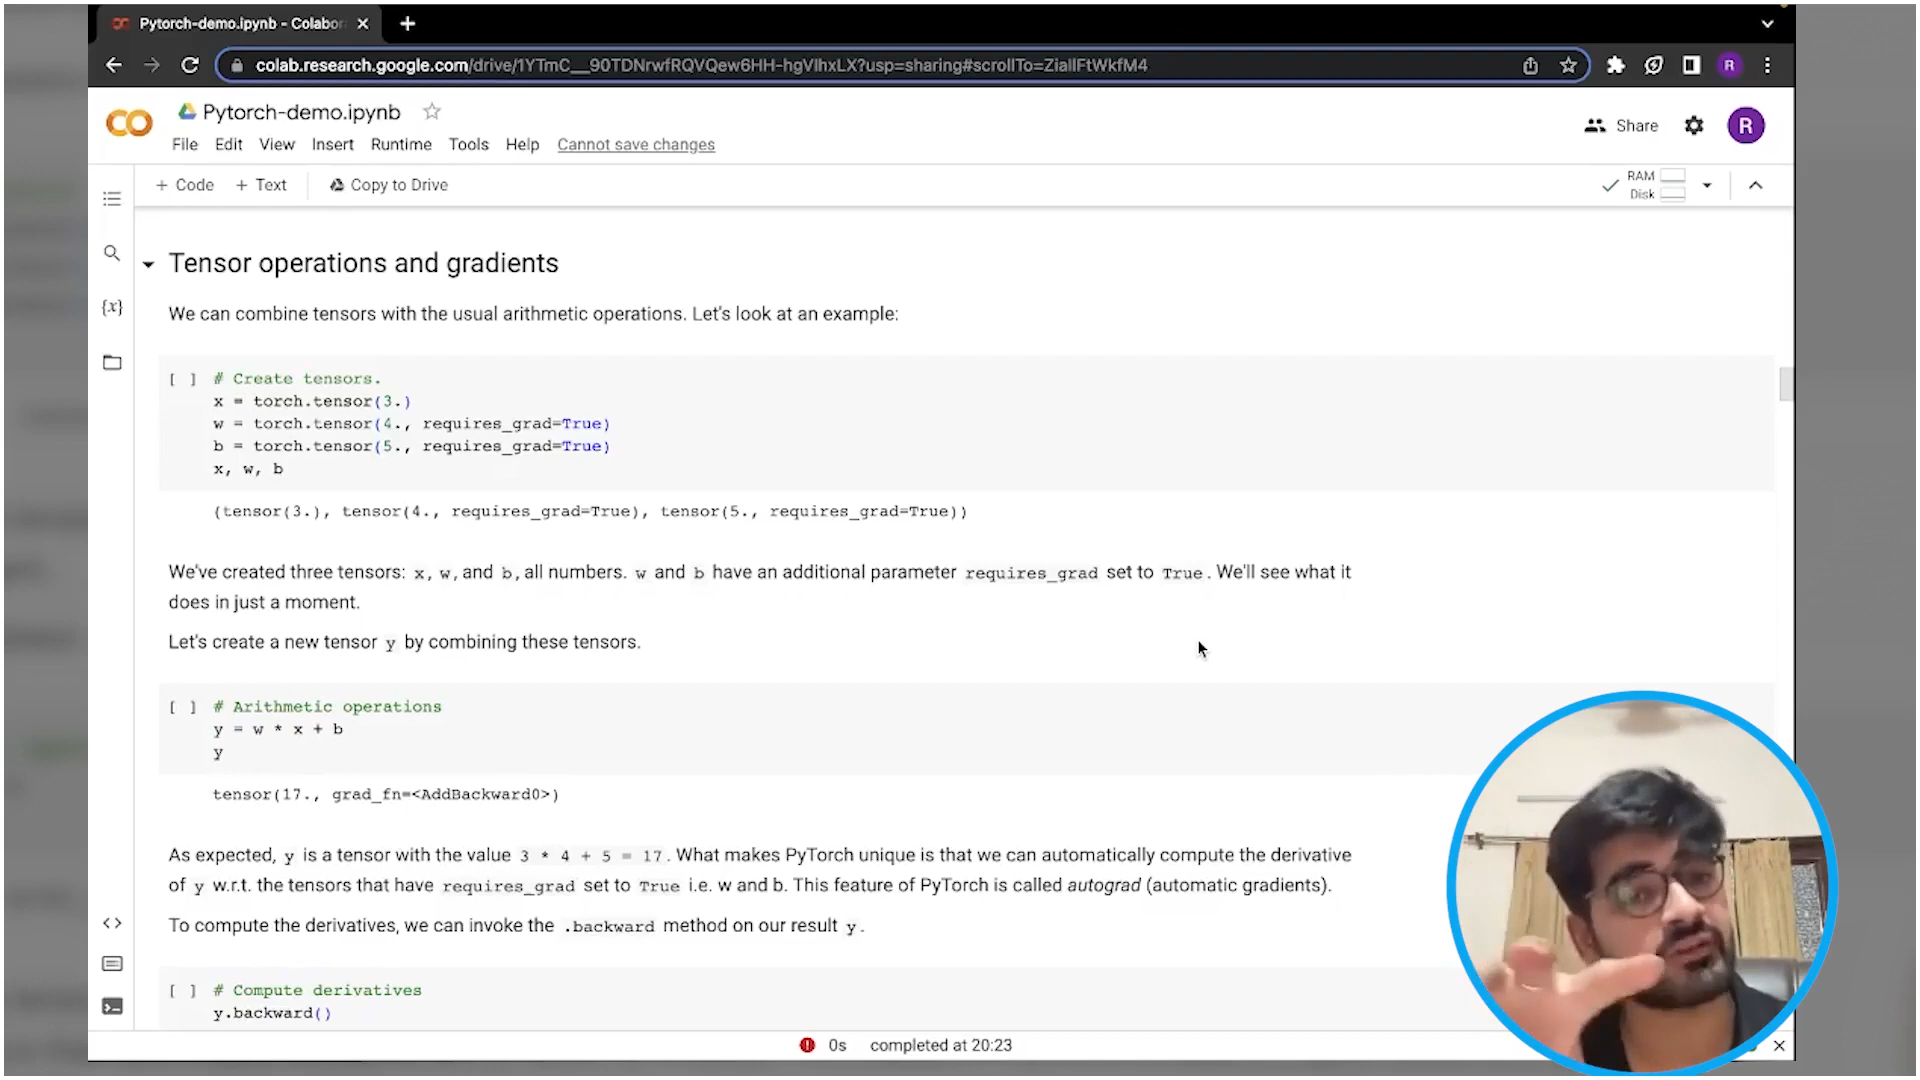 Pytorch-demo.ipynb - Colabor
colab.research.google.com/drive/1YTmC__90TDNrwfRQVQew6HH-hgVIhxLX?usp=sharing#scrollTo=ZiallFtWkfM4
R
Pytorch-demo.ipynb
Share
R
File Edit View Insert Runtime Tools Help Cannot save changes
+ Code + Text Copy to Drive
RAM
Disk
Tensor operations and gradients
{x}
We can combine tensors with the usual arithmetic operations. Let's look at an example:
[ ] # Create tensors.
x = torch.tensor(3.)
w = torch.tensor(4., requires_grad=True)
b = torch.tensor(5., requires_grad=True)
x, w, b
(tensor(3.), tensor(4., requires_grad=True), tensor(5., requires_grad=True))
We've created three tensors: x, w, and b, all numbers. w and b have an additional parameter requires_grad set to True. We'll see what it
does in just a moment.
Let's create a new tensor y by combining these tensors.
[ ] # Arithmetic operations
y = w * x + b
y
tensor(17., grad_fn=<AddBackward0>)
As expected, y is a tensor with the value 3 * 4 + 5 = 17. What makes PyTorch unique is that we can automatically compute the derivative
of y w.r.t. the tensors that have requires_grad set to True i.e. w and b. This feature of PyTorch is called autograd (automatic gradients).
To compute the derivatives, we can invoke the .backward method on our result y.
[ ] # Compute derivatives
y.backward()
0s completed at 20:23